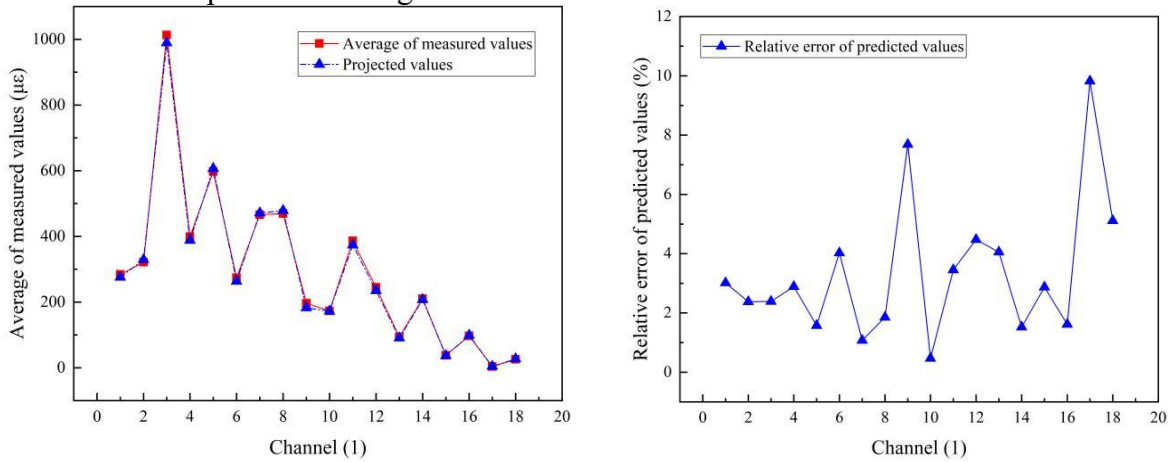 1000
800
600
400
200
0
Average of measured values (με)
Average of measured values
Projected values
0 2 4 6 8 10 12 14 16 18 20
Channel (1)
12
10
8
6
4
2
0
Relative error of predicted values (%)
Relative error of predicted values
0 2 4 6 8 10 12 14 16 18 20
Channel (1)